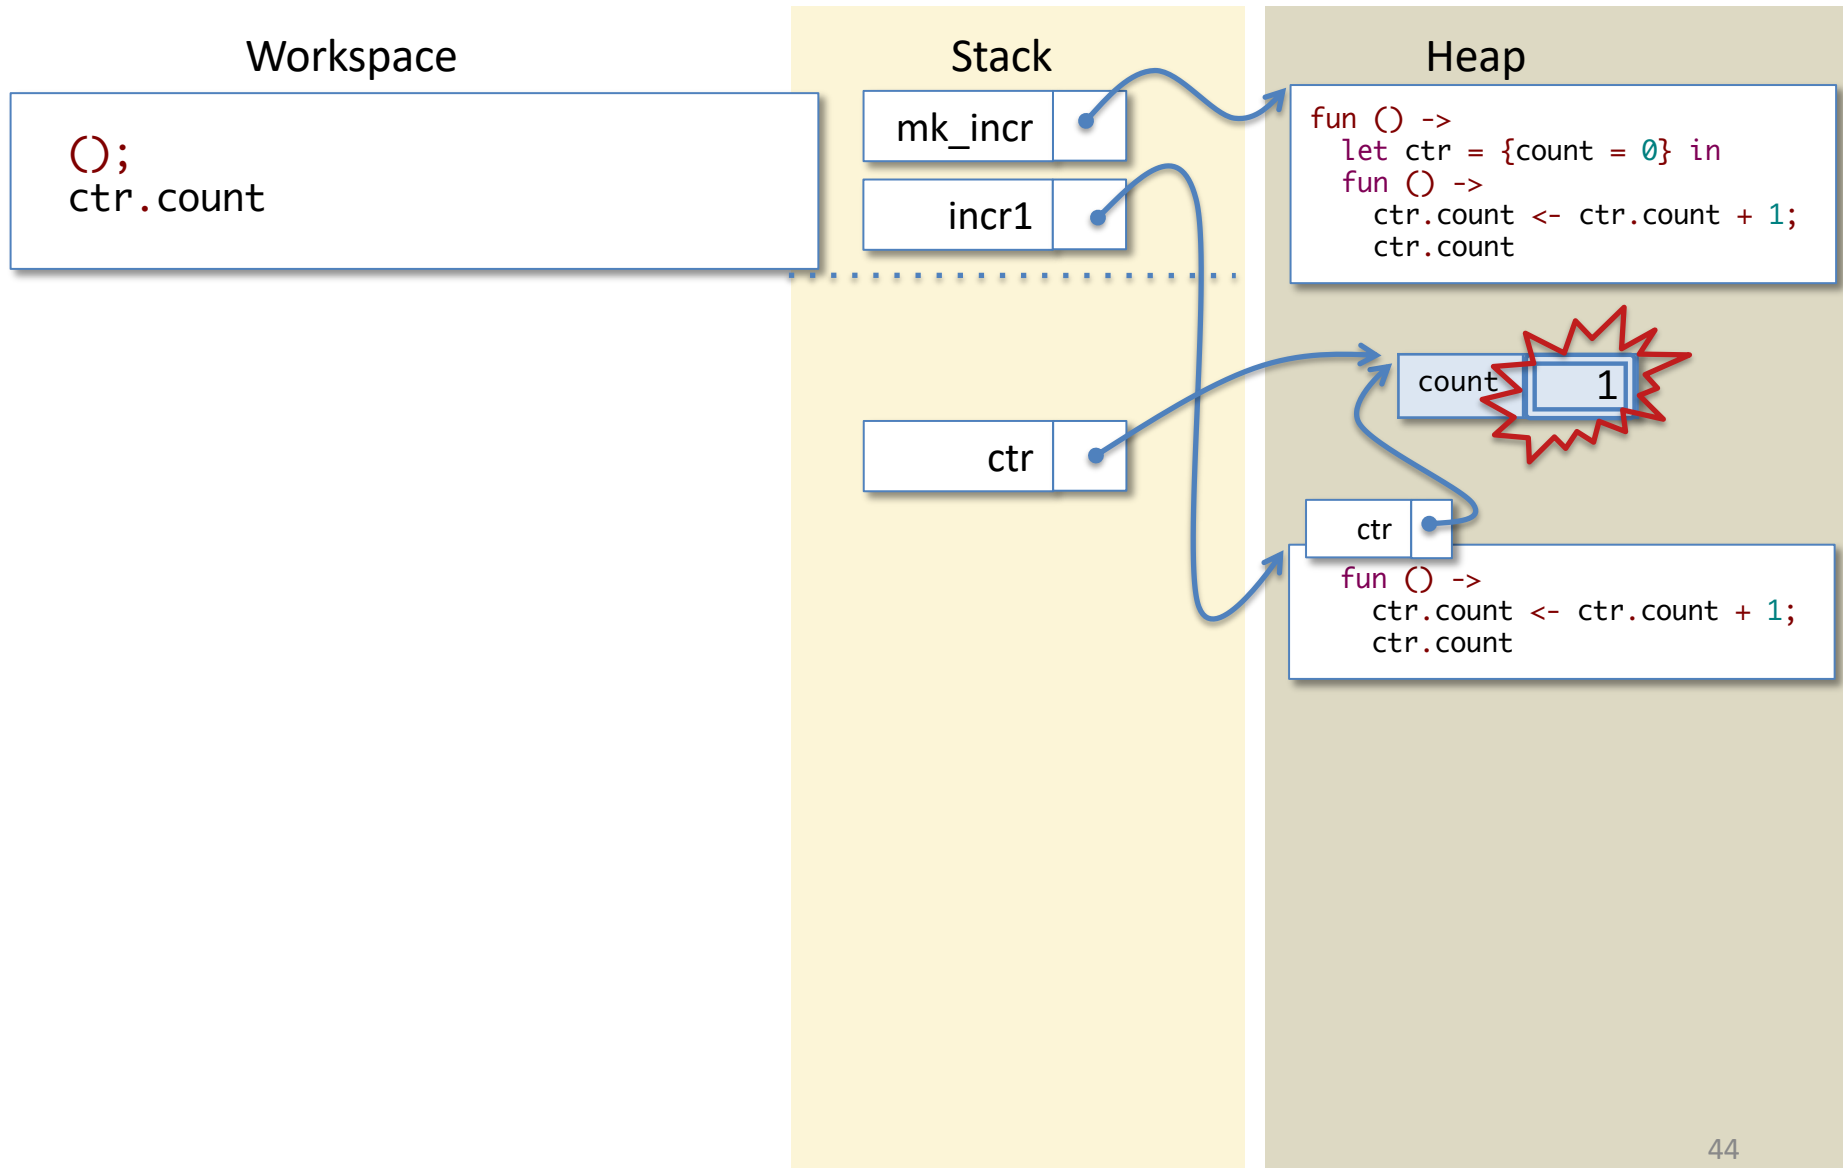 Workspace
();
ctr.count
Stack
mk_incr
incr1
ctr
Heap
fun () ->
let ctr = {count = 0} in
fun () ->
ctr.count <- ctr.count + 1;
ctr.count
count 1
ctr
fun () ->
ctr.count <- ctr.count + 1;
ctr.count
44